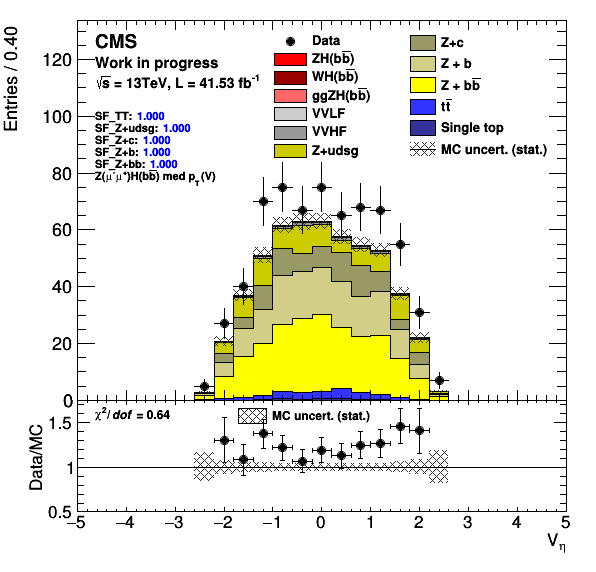 CMS
Work in progress
√s = 13TeV, L = 41.53 fb⁻¹
SF_TT: 1.000
SF_Z+udsg: 1.000
SF_Z+c: 1.000
SF_Z+b: 1.000
SF_Z+bb: 1.000
Z(μ⁻μ⁺)H(bb̅) med p_T(V)
Data
ZH(bb̅)
WH(bb̅)
ggZH(bb̅)
VVLF
VVHF
Z+udsg
Z+c
Z + b
Z + bb̅
tt̅
Single top
MC uncert. (stat.)
Entries / 0.40
120
100
80
60
40
20
0
χ²/dof = 0.64
MC uncert. (stat.)
Data/MC
1.5
1
0.5
−5 −4 −3 −2 −1 0 1 2 3 4 5
V_η